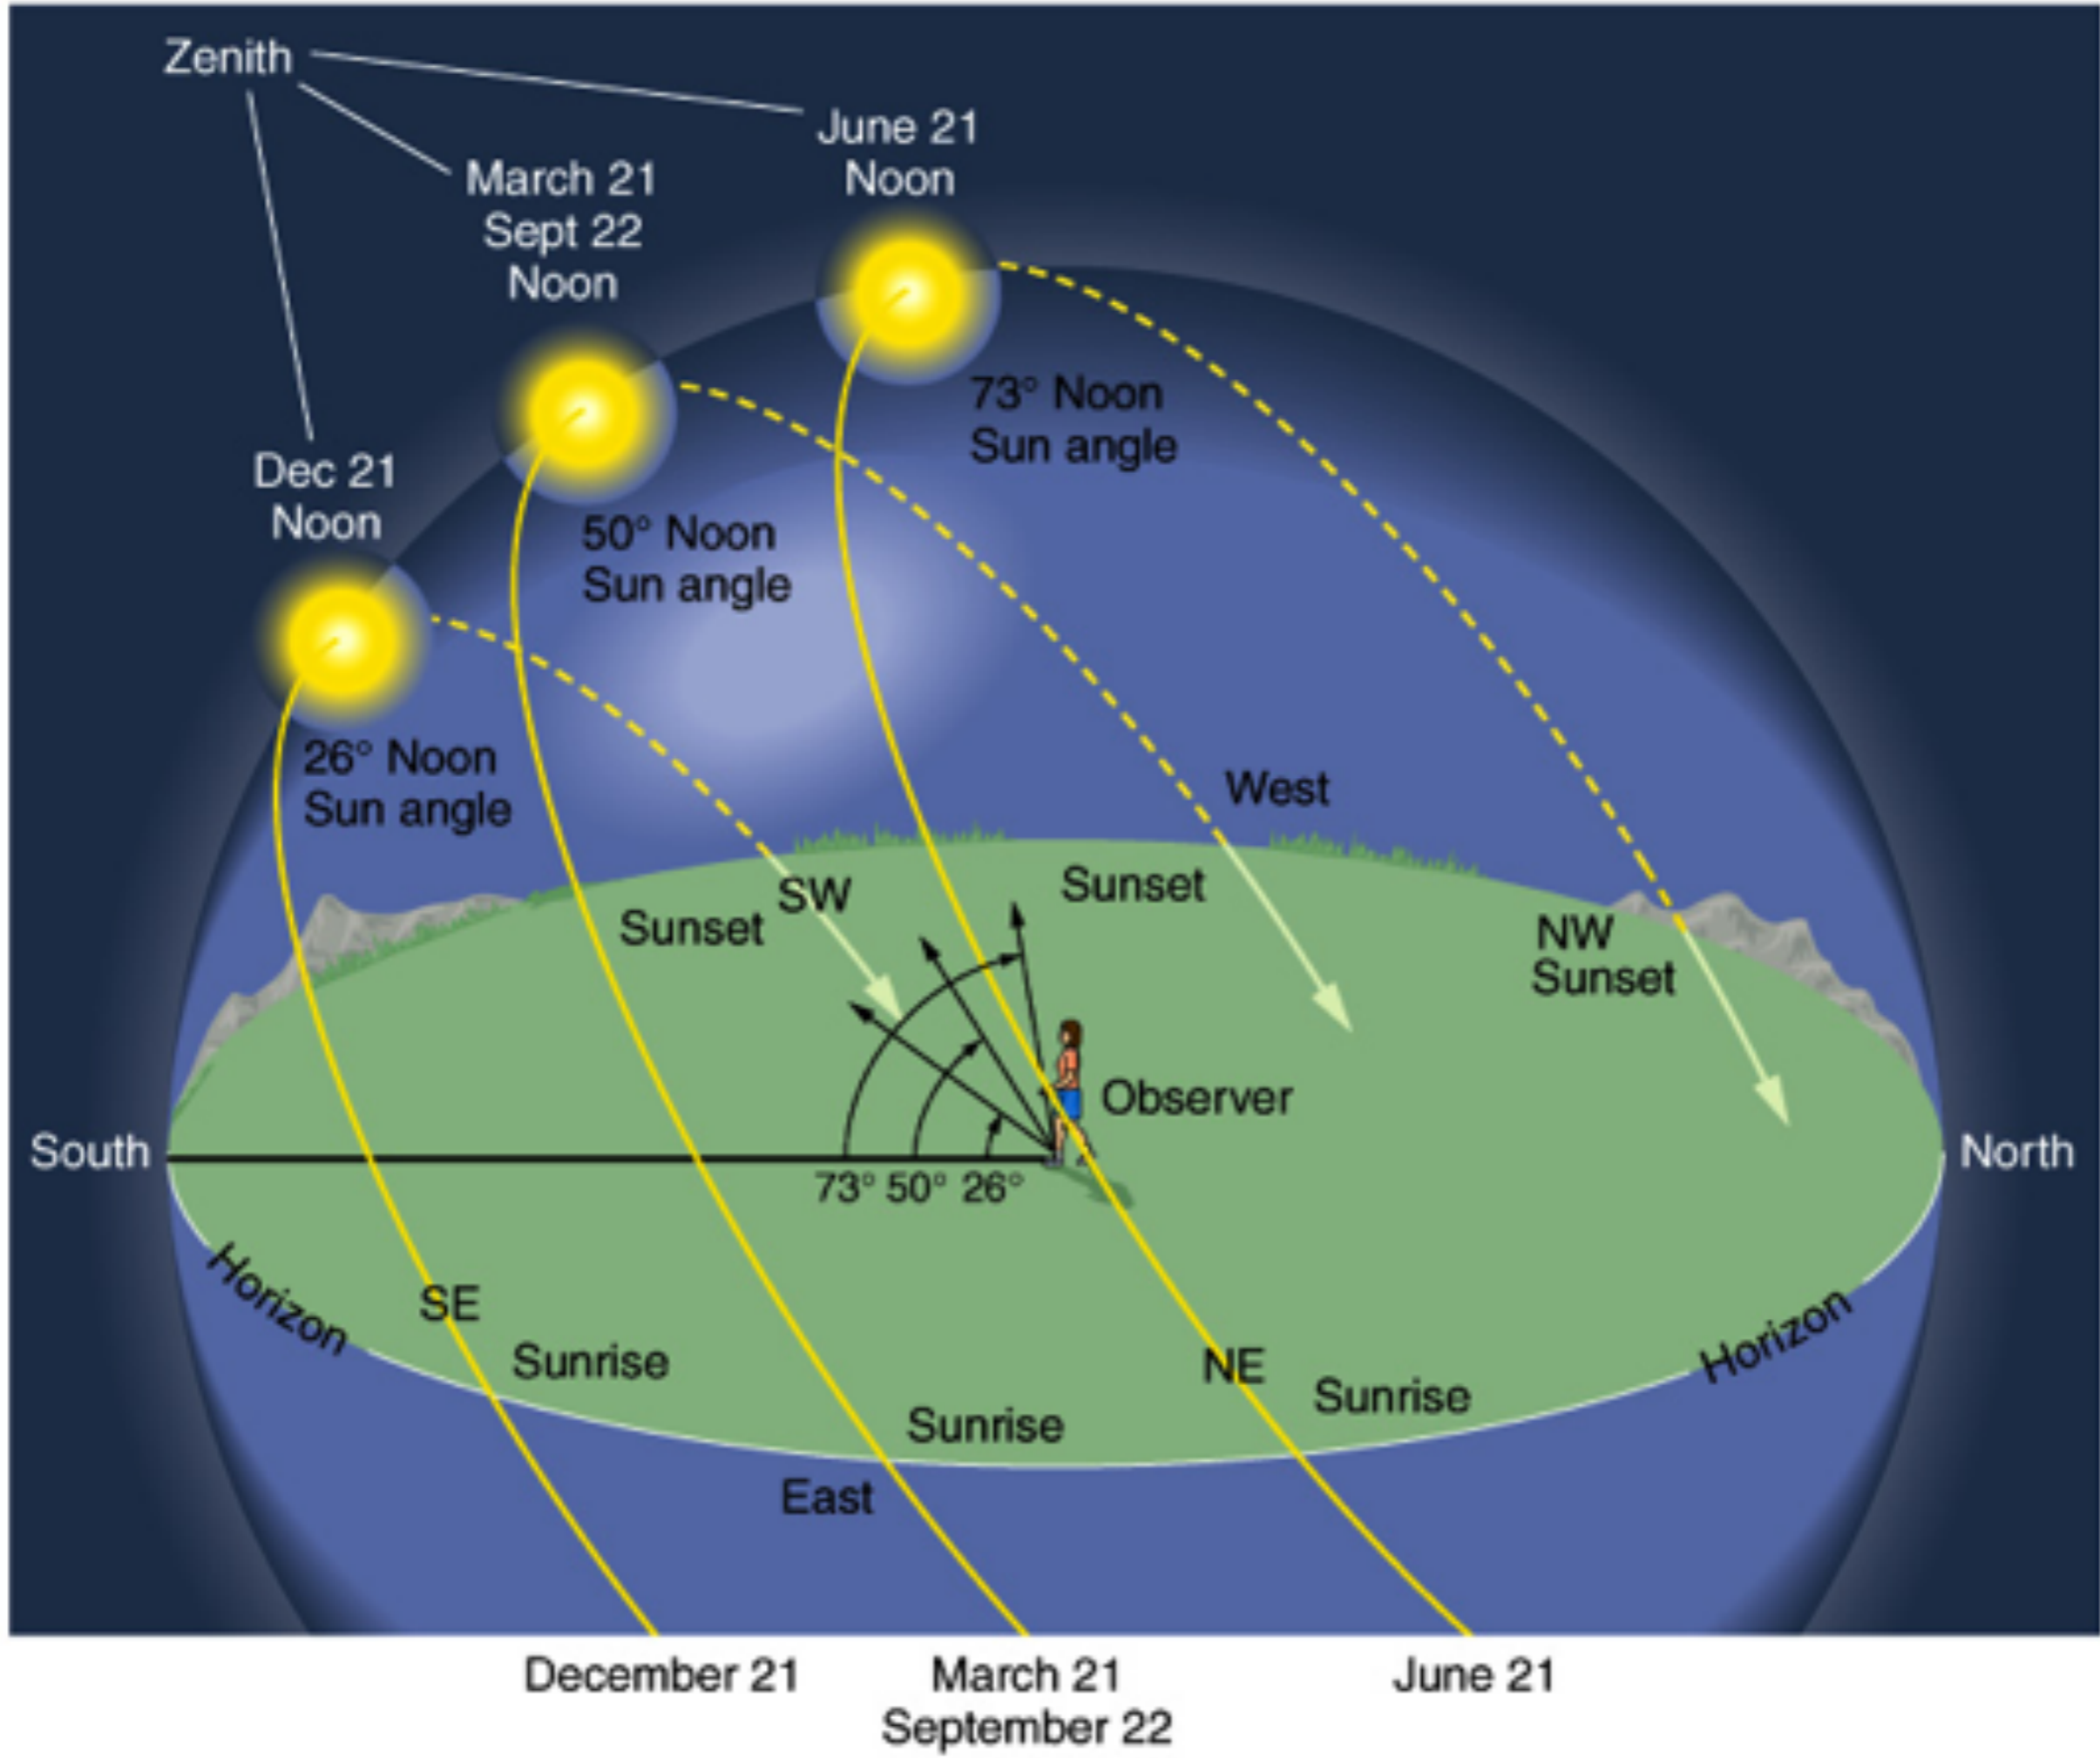 Zenith
June 21
Noon
March 21
Sept 22
Noon
Dec 21
Noon
73° Noon
Sun angle
50° Noon
Sun angle
26° Noon
Sun angle
West
SW
Sunset
Sunset
NW
Sunset
Observer
South
North
73° 50° 26°
Horizon
SE
Sunrise
NE
Sunrise
Horizon
Sunrise
East
December 21
March 21
September 22
June 21